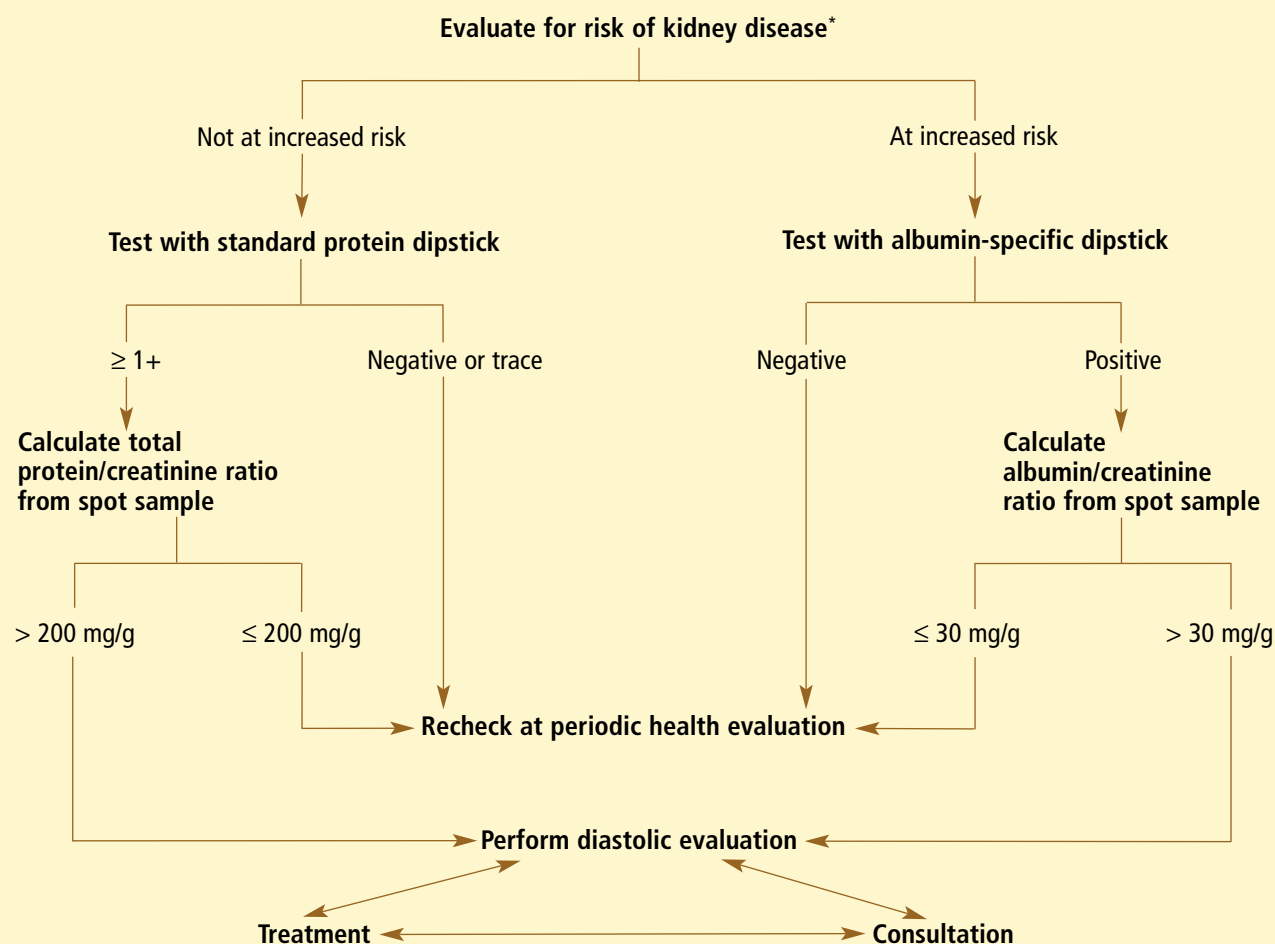 Evaluate for risk of kidney disease*
Not at increased risk
At increased risk
Test with standard protein dipstick
Test with albumin-specific dipstick
≥ 1+
Negative or trace
Negative
Positive
Calculate total
protein/creatinine ratio
from spot sample
Calculate
albumin/creatinine
ratio from spot sample
> 200 mg/g
≤ 200 mg/g
≤ 30 mg/g
> 30 mg/g
Recheck at periodic health evaluation
Perform diastolic evaluation
Treatment
Consultation